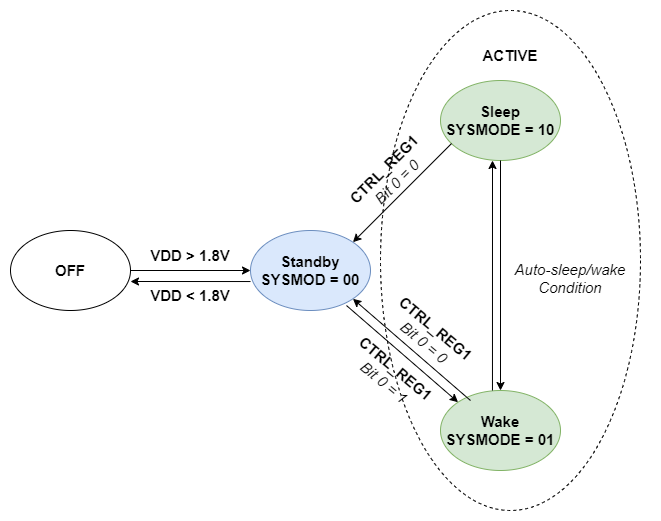 ACTIVE
Sleep
SYSMODE = 10
CTRL_REG1
Bit 0 = 0
OFF
VDD > 1.8V
VDD < 1.8V
Standby
SYSMOD = 00
Auto-sleep/wake
Condition
CTRL_REG1
Bit 0 = 0
CTRL_REG1
Bit 0 = 1
Wake
SYSMODE = 01